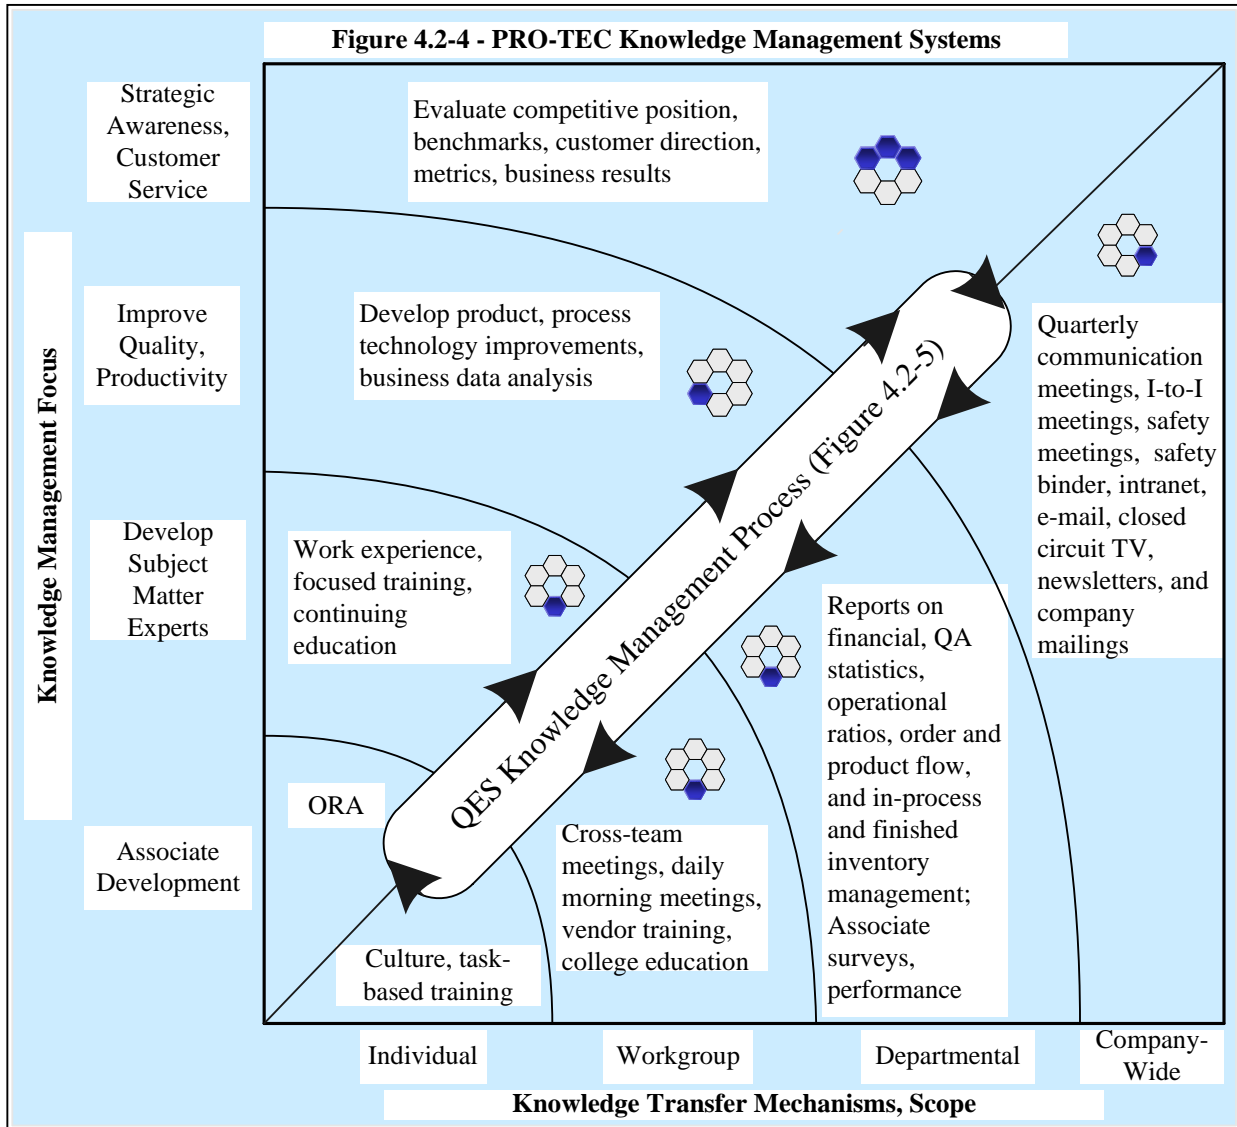 Figure 4.2-4 - PRO-TEC Knowledge Management Systems
Strategic
Awareness,
Customer
Service
Evaluate competitive position,
benchmarks, customer direction,
metrics, business results
Knowledge Management Focus
Improve
Quality,
Productivity
Develop product, process
technology improvements,
business data analysis
Quarterly
communication
meetings, I-to-I
meetings, safety
meetings, safety
binder, intranet,
e-mail, closed
circuit TV,
newsletters, and
company
mailings
QES Knowledge Management Process (Figure 4.2-5)
Develop
Subject
Matter
Experts
Work experience,
focused training,
continuing
education
Reports on
financial, QA
statistics,
operational
ratios, order and
product flow,
and in-process
and finished
inventory
management;
Associate
surveys,
performance
ORA
Associate
Development
Cross-team
meetings, daily
morning meetings,
vendor training,
college education
Culture, task-
based training
Individual
Workgroup
Departmental
Company-
Wide
Knowledge Transfer Mechanisms, Scope